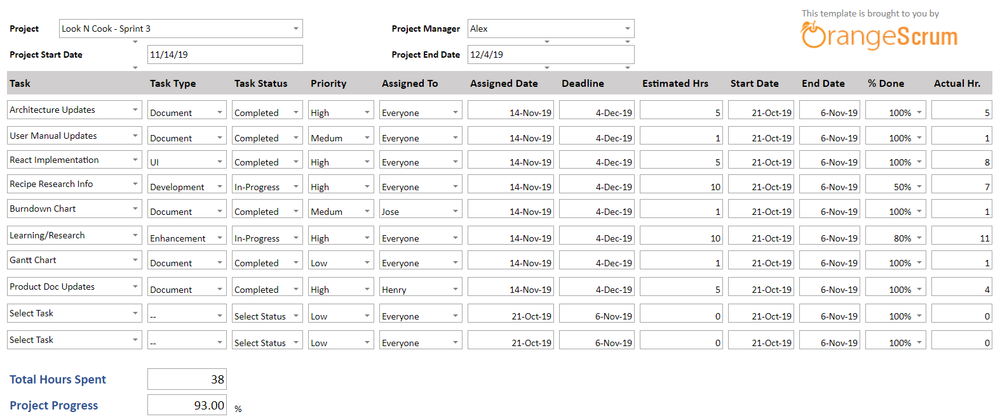 This template is brought to you by
OrangeScrum
Project Look N Cook - Sprint 3 Project Manager Alex
Project Start Date 11/14/19 Project End Date 12/4/19
Task Task Type Task Status Priority Assigned To Assigned Date Deadline Estimated Hrs Start Date End Date % Done Actual Hr.
Architecture Updates Document Completed High Everyone 14-Nov-19 4-Dec-19 5 21-Oct-19 6-Nov-19 100% 5
User Manual Updates Document Completed Medum Everyone 14-Nov-19 4-Dec-19 1 21-Oct-19 6-Nov-19 100% 1
React Implementation UI Completed High Everyone 14-Nov-19 4-Dec-19 5 21-Oct-19 6-Nov-19 100% 8
Recipe Research Info Development In-Progress High Everyone 14-Nov-19 4-Dec-19 10 21-Oct-19 6-Nov-19 50% 7
Burndown Chart Document Completed Medum Jose 14-Nov-19 4-Dec-19 1 21-Oct-19 6-Nov-19 100% 1
Learning/Research Enhancement In-Progress High Everyone 14-Nov-19 4-Dec-19 10 21-Oct-19 6-Nov-19 80% 11
Gantt Chart Document Completed Low Everyone 14-Nov-19 4-Dec-19 1 21-Oct-19 6-Nov-19 100% 1
Product Doc Updates Document Completed High Henry 14-Nov-19 4-Dec-19 5 21-Oct-19 6-Nov-19 100% 4
Select Task -- Select Status Low Everyone 21-Oct-19 6-Nov-19 0 21-Oct-19 6-Nov-19 100% 0
Select Task -- Select Status Low Everyone 21-Oct-19 6-Nov-19 0 21-Oct-19 6-Nov-19 100% 0
Total Hours Spent 38
Project Progress 93.00 %